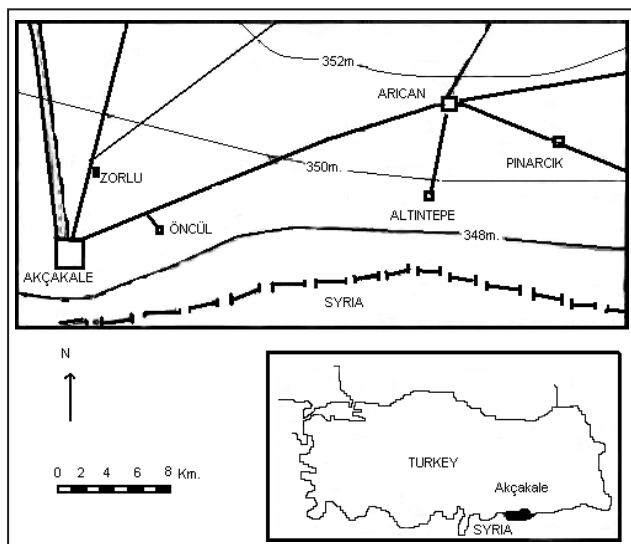 352m.
ARICAN
PINARCIK
350m.
ZORLU
ALTINTEPE
ÖNCÜL
348m.
AKÇAKALE
SYRIA
N
0 2 4 6 8 Km.
TURKEY
Akçakale
SYRIA